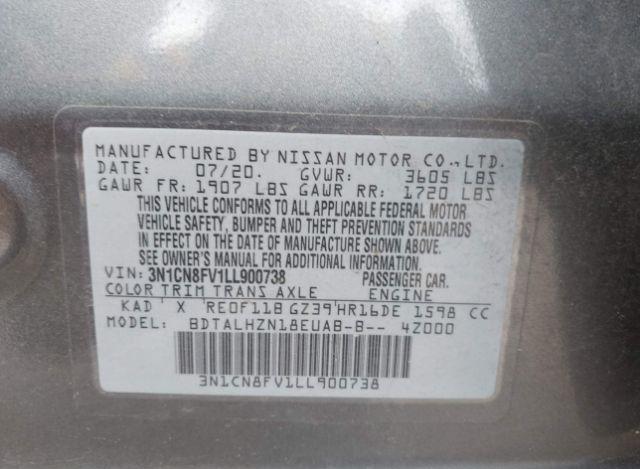 MANUFACTURED BY NISSAN MOTOR CO.,LTD.
DATE: 07/20. GVWR: 3605 LBS
GAWR FR: 1907 LBS GAWR RR: 1720 LBS
THIS VEHICLE CONFORMS TO ALL APPLICABLE FEDERAL MOTOR
VEHICLE SAFETY, BUMPER AND THEFT PREVENTION STANDARDS
IN EFFECT ON THE DATE OF MANUFACTURE SHOWN ABOVE.
SEE OWNER'S MANUAL FOR ADDITIONAL INFORMATION.
VIN: 3N1CN8FV1LL900738 PASSENGER CAR.
COLOR TRIM TRANS AXLE ENGINE
KAD X RE0F11B GZ39 HR16DE 1598 CC
MODEL: BDTALHZN18EUAB-B-- 4Z000
3N1CN8FV1LL900738